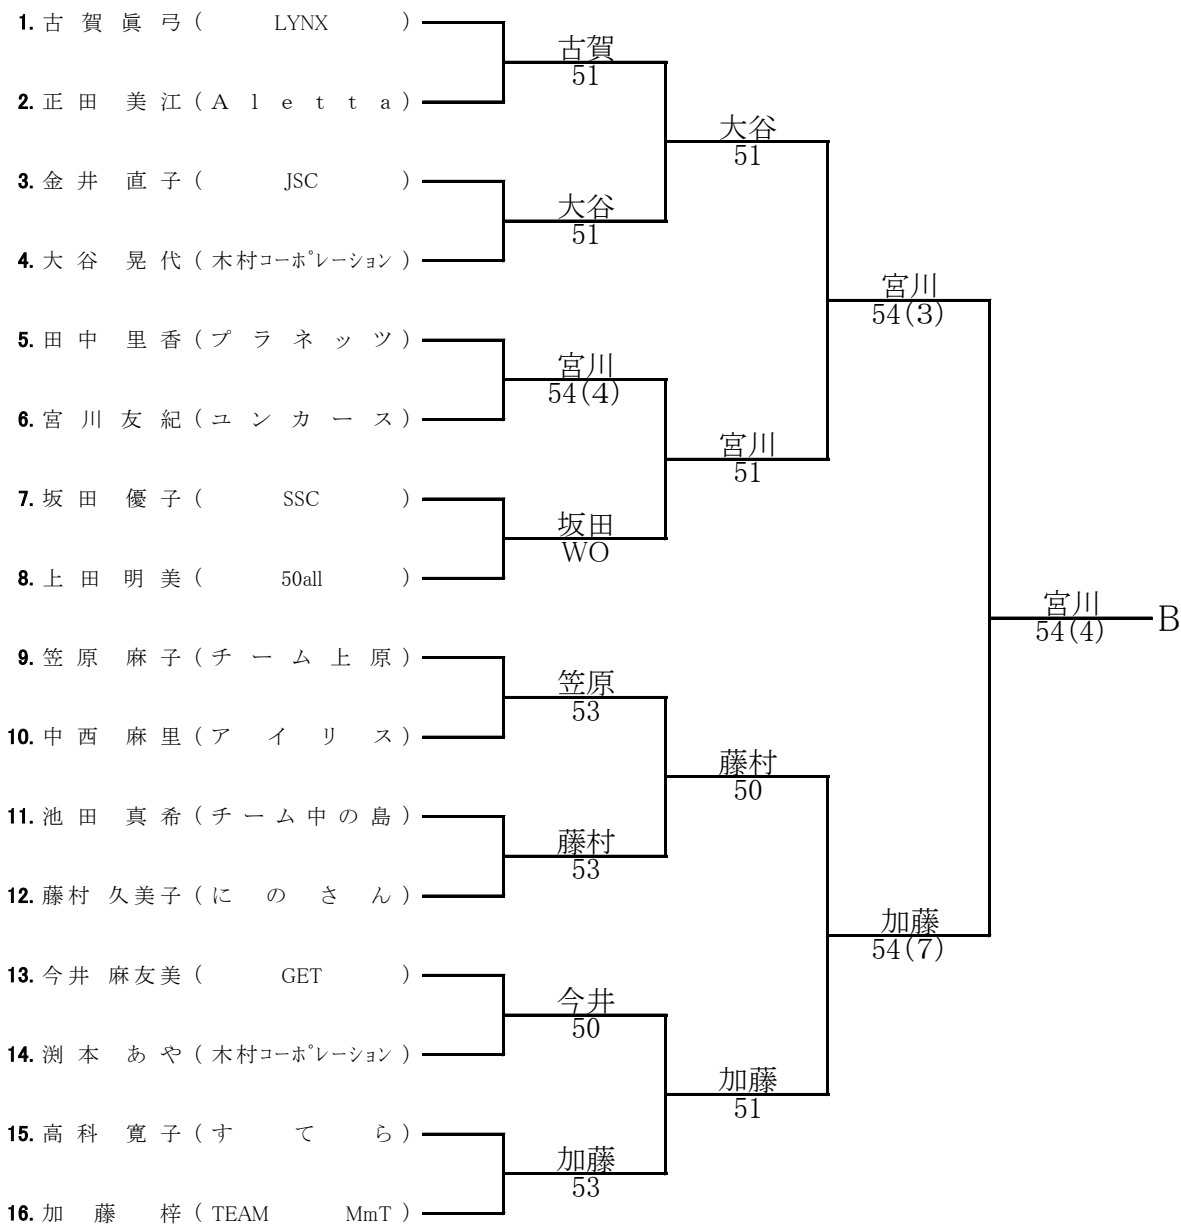 1. 古賀眞弓 ( LYNX )
古賀
51
2. 正田 美江 ( Aletta )
大谷
51
3. 金井 直子 ( JSC )
大谷
51
4. 大谷 晃代 ( 木村コーポレーション )
宮川
54(3)
5. 田中 里香 ( プラネッツ )
宮川
54(4)
6. 宮川友紀 ( ユンカース )
宮川
51
7. 坂田 優子 ( SSC )
坂田
WO
8. 上田明美 ( 50all )
宮川
54(4)
B
9. 笠原 麻子 ( チーム上原 )
笠原
53
10. 中西 麻里 ( アイリス )
藤村
50
11. 池田 真希 ( チーム中の島 )
藤村
53
12. 藤村 久美子 ( にのさん )
加藤
54(7)
13. 今井 麻友美 ( GET )
今井
50
14. 渕本 あや ( 木村コーポレーション )
加藤
51
15. 高科 寛子 ( すてら )
加藤
53
16. 加藤 梓 ( TEAM MmT )